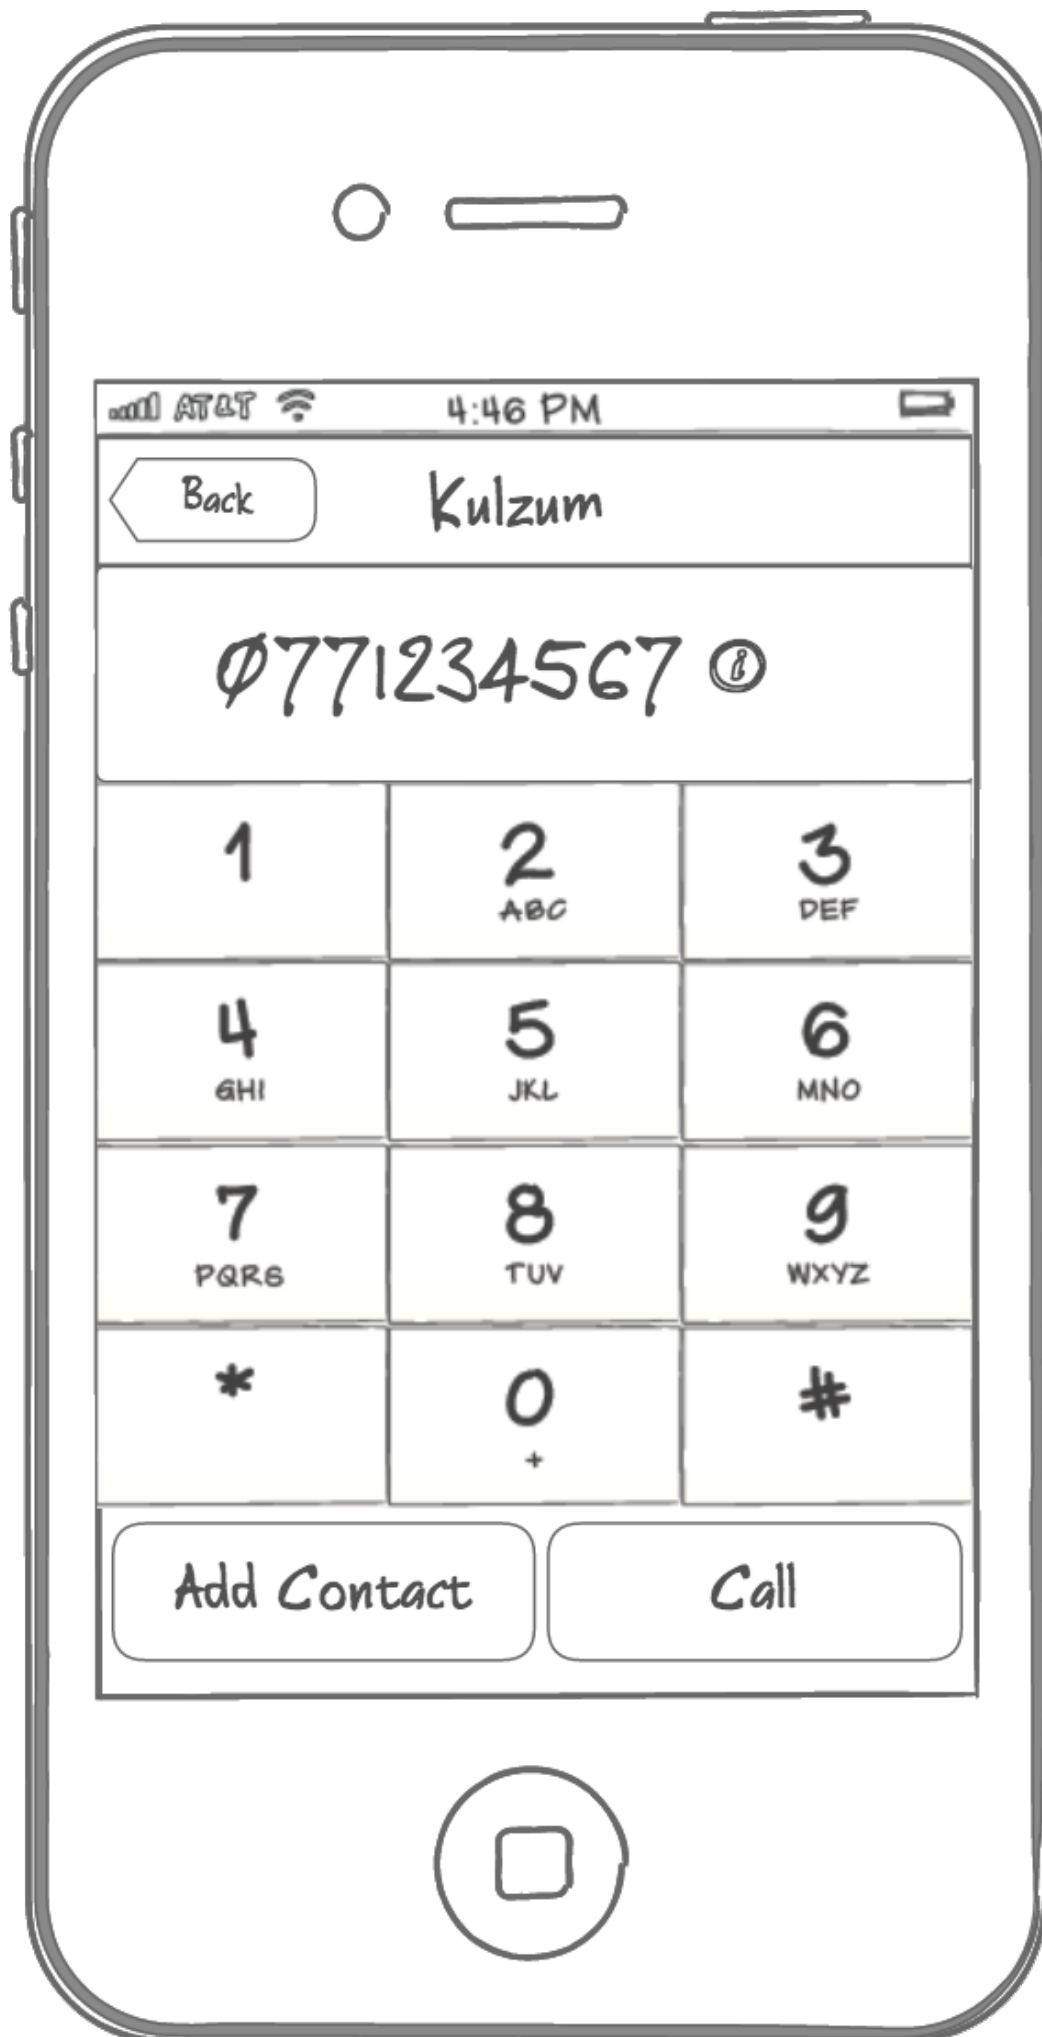 AT&T 4:46 PM
Back Kulzum
0771234567 i
1 2 3
ABC DEF
4 5 6
GHI JKL MNO
7 8 9
PQRS TUV WXYZ
* 0 #
+
Add Contact Call